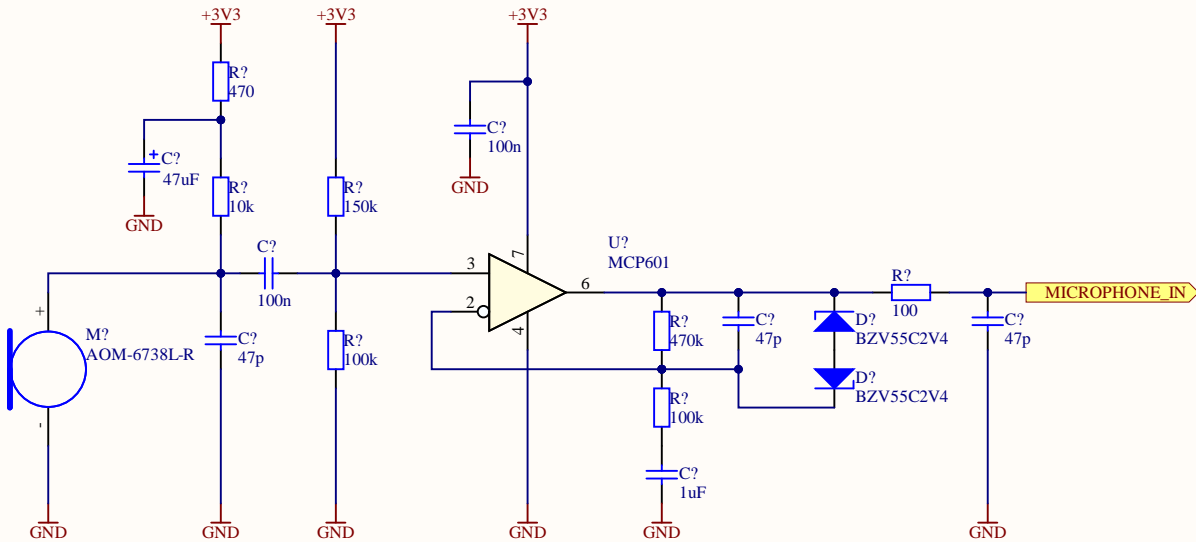 +3V3
+3V3
+3V3
R?
470
C?
100n
+
C?
47uF
GND
R?
10k
R?
150k
GND
C?
100n
3
2
7
4
6
U?
MCP601
R?
100
MICROPHONE_IN
+
M?
AOM-6738L-R
-
C?
47p
R?
100k
R?
470k
C?
47p
D?
BZV55C2V4
D?
BZV55C2V4
C?
47p
R?
100k
C?
1uF
GND
GND
GND
GND
GND
GND